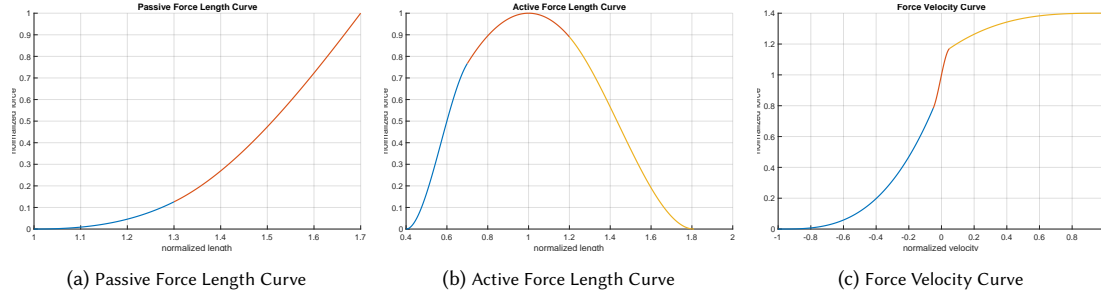 Passive Force Length Curve
1
0.9
0.8
0.7
0.6
0.5
0.4
0.3
0.2
0.1
0
1 1.1 1.2 1.3 1.4 1.5 1.6 1.7
normalized length
(a) Passive Force Length Curve
Active Force Length Curve
1
0.9
0.8
0.7
0.6
0.5
0.4
0.3
0.2
0.1
0
0.4 0.6 0.8 1 1.2 1.4 1.6 1.8 2
normalized length
(b) Active Force Length Curve
Force Velocity Curve
1.4
1.2
1
0.8
0.6
0.4
0.2
0
-1 -0.8 -0.6 -0.4 -0.2 0 0.2 0.4 0.6 0.8
normalized velocity
(c) Force Velocity Curve